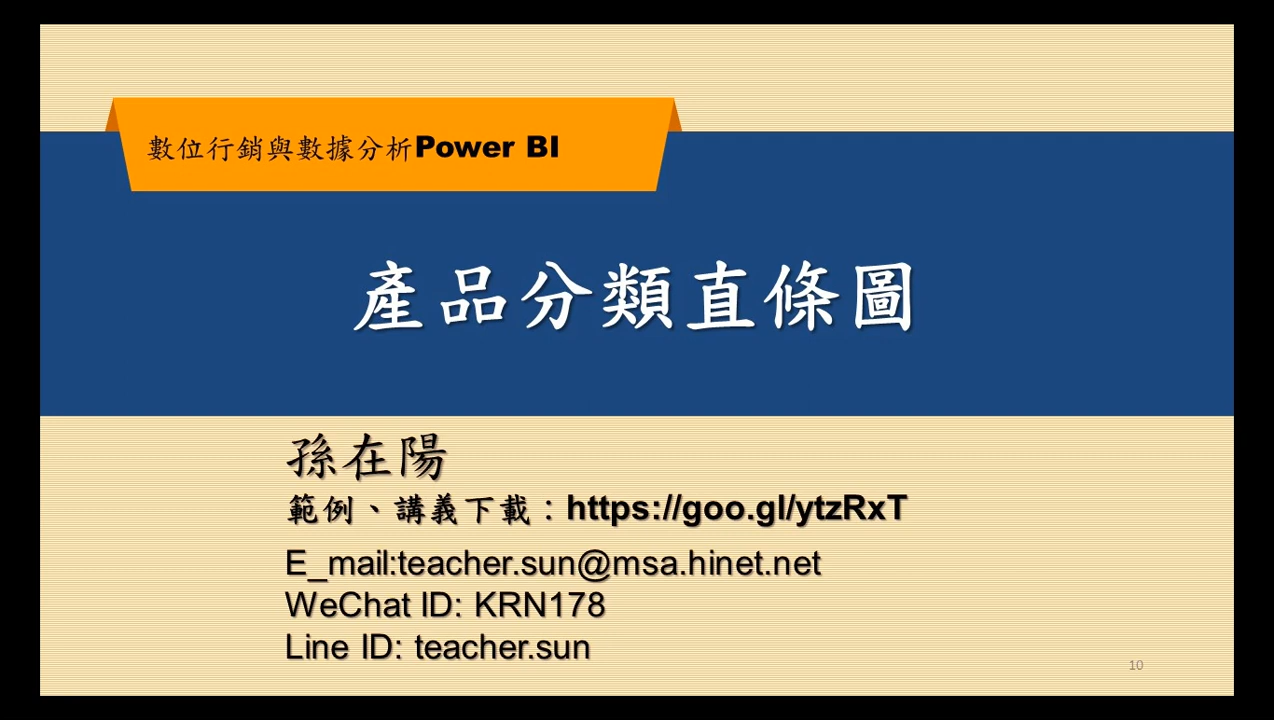 數位行銷與數據分析Power BI
產品分類直條圖
孫在陽
範例、講義下載：https://goo.gl/ytzRxT
E_mail:teacher.sun@msa.hinet.net
WeChat ID: KRN178
Line ID: teacher.sun
10